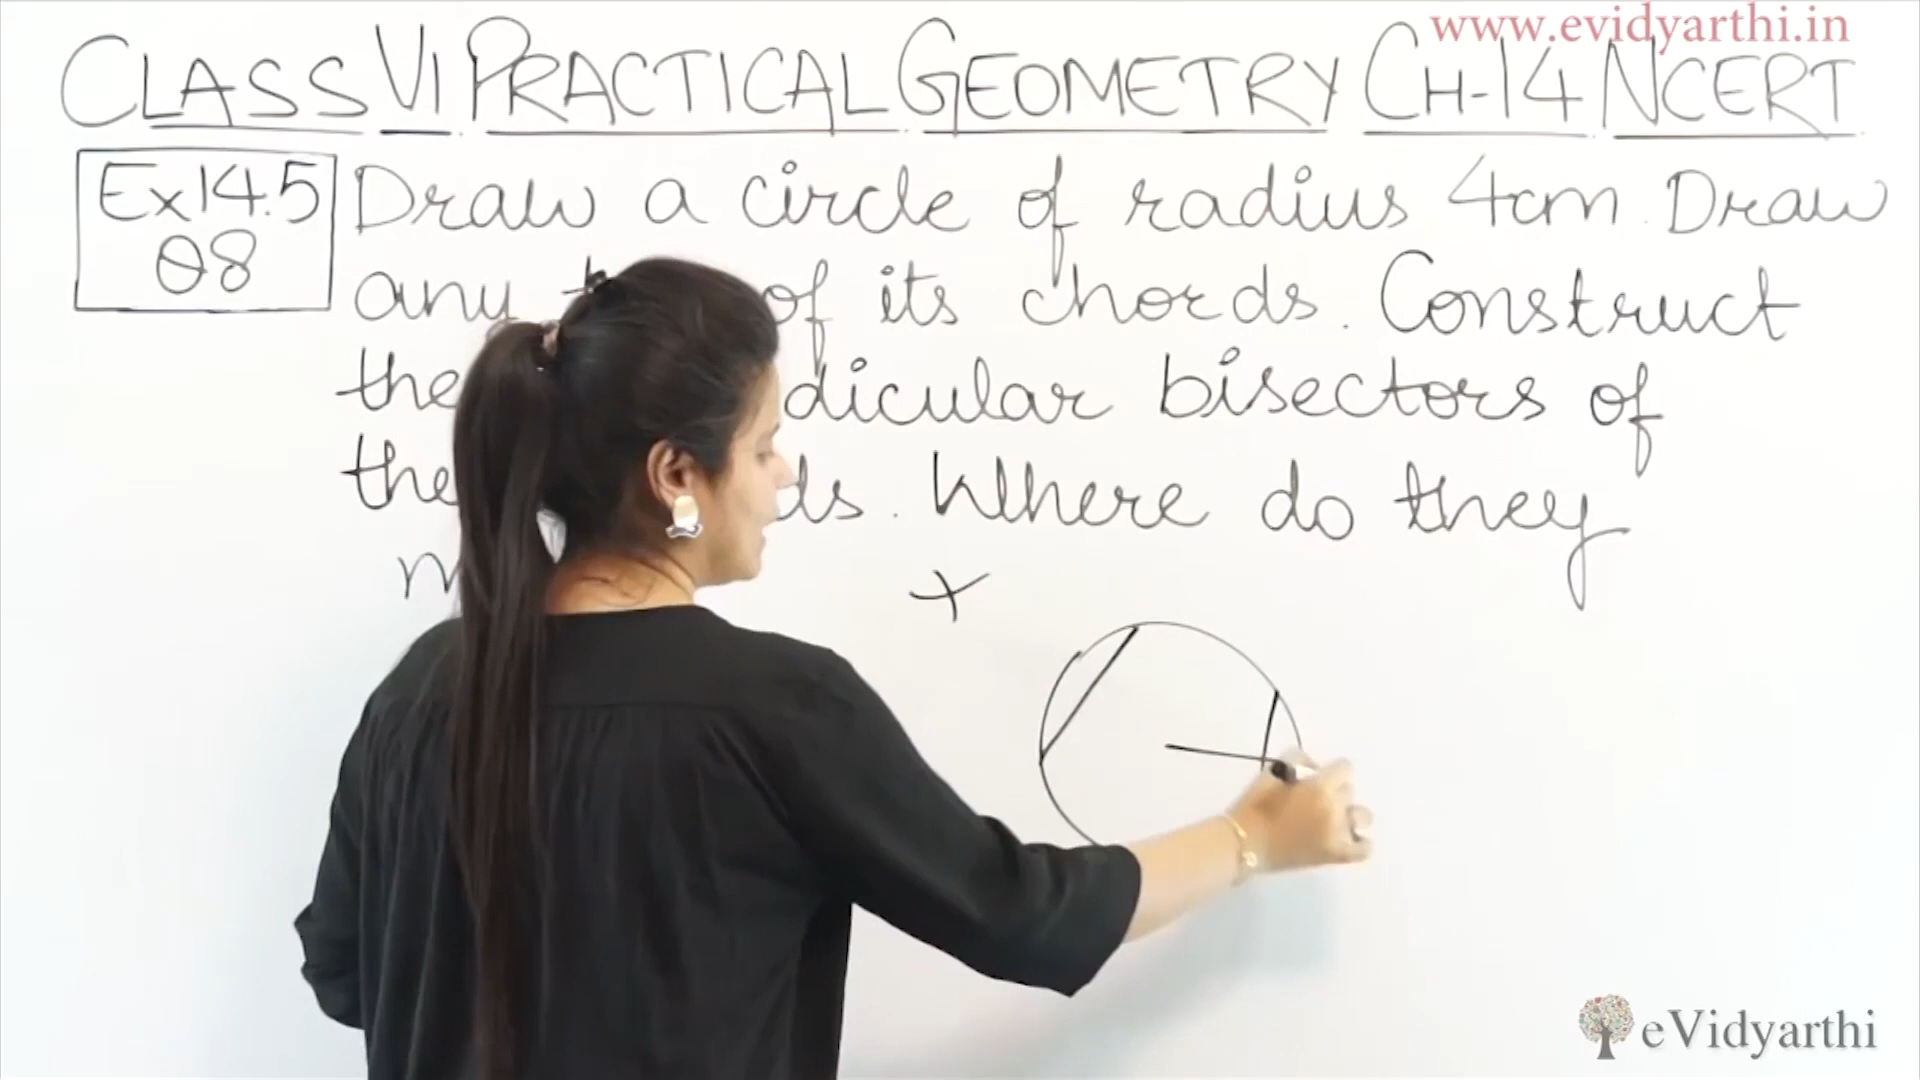 www.evidyarthi.in
CLASS VI PRACTICAL GEOMETRY CH-14 NCERT
Ex14.5
Q8
Draw a circle of radius 4cm. Draw
any of its chords. Construct
the dicular bisectors of
the ds. Where do they
eVidyarthi